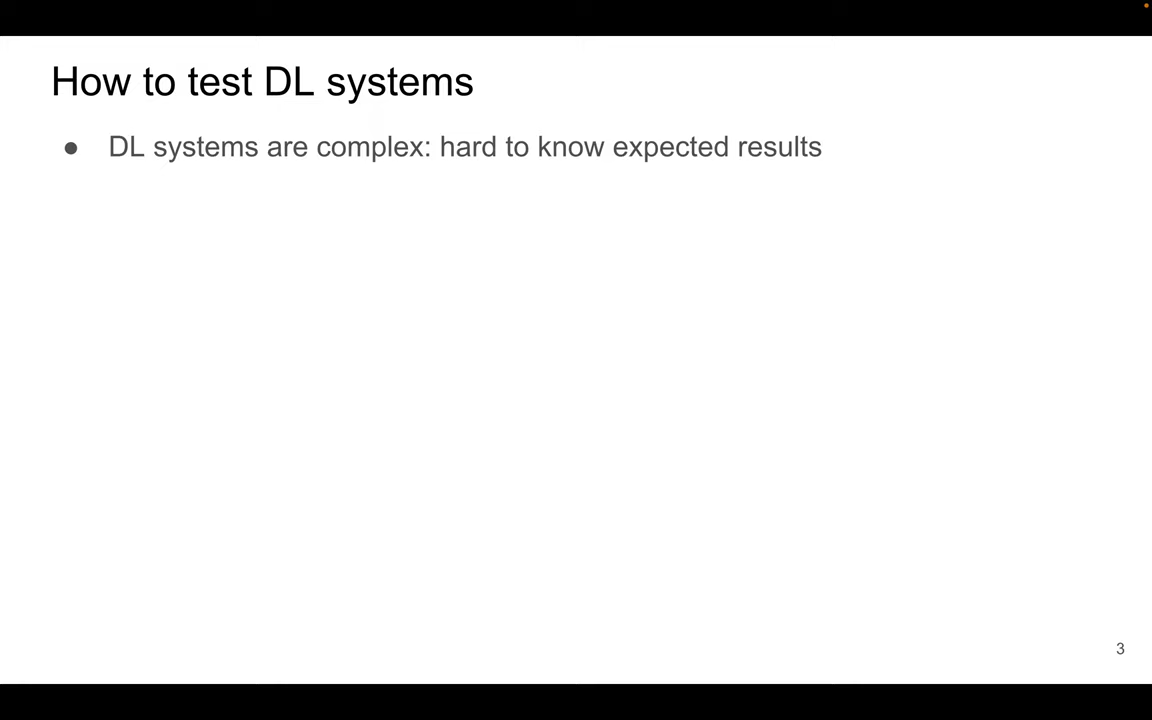 How to test DL systems
● DL systems are complex: hard to know expected results
3